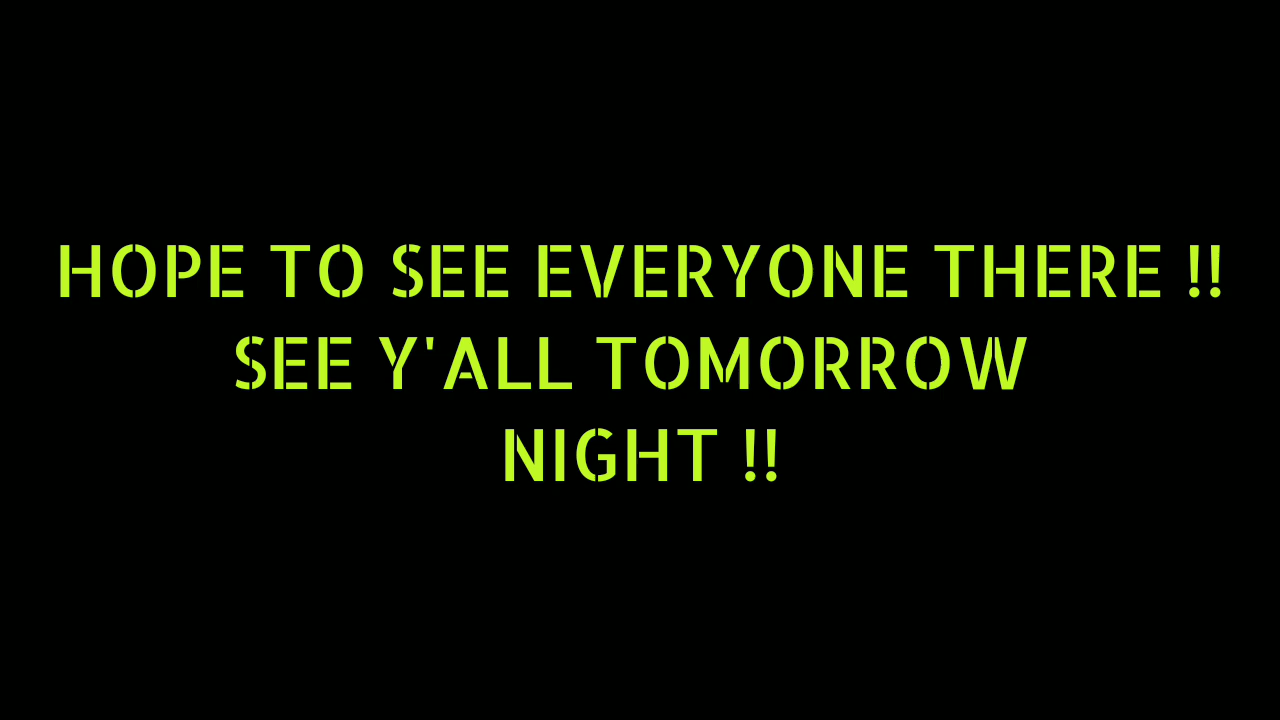 HOPE TO SEE EVERYONE THERE !!
SEE Y'ALL TOMORROW
NIGHT !!